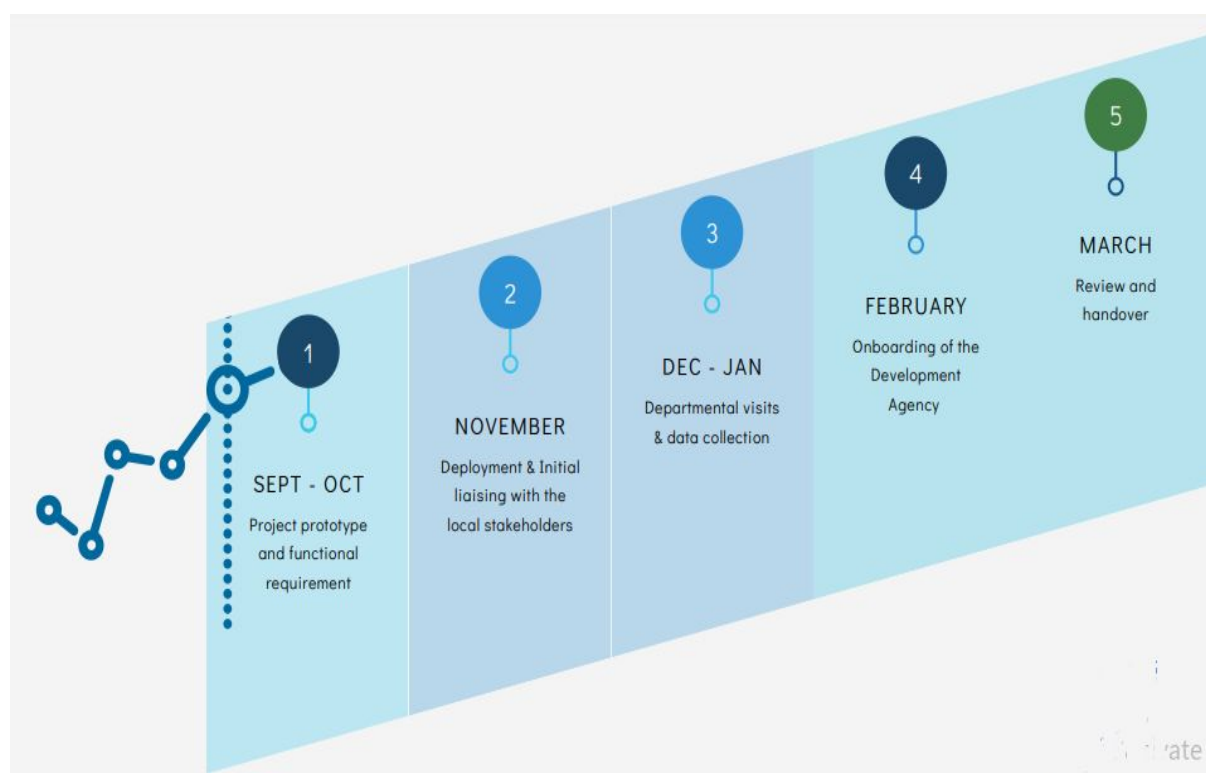 1
SEPT - OCT
Project prototype
and functional
requirement
2
NOVEMBER
Deployment & Initial
liaising with the
local stakeholders
3
DEC - JAN
Departmental visits
& data collection
4
FEBRUARY
Onboarding of the
Development
Agency
5
MARCH
Review and
handover